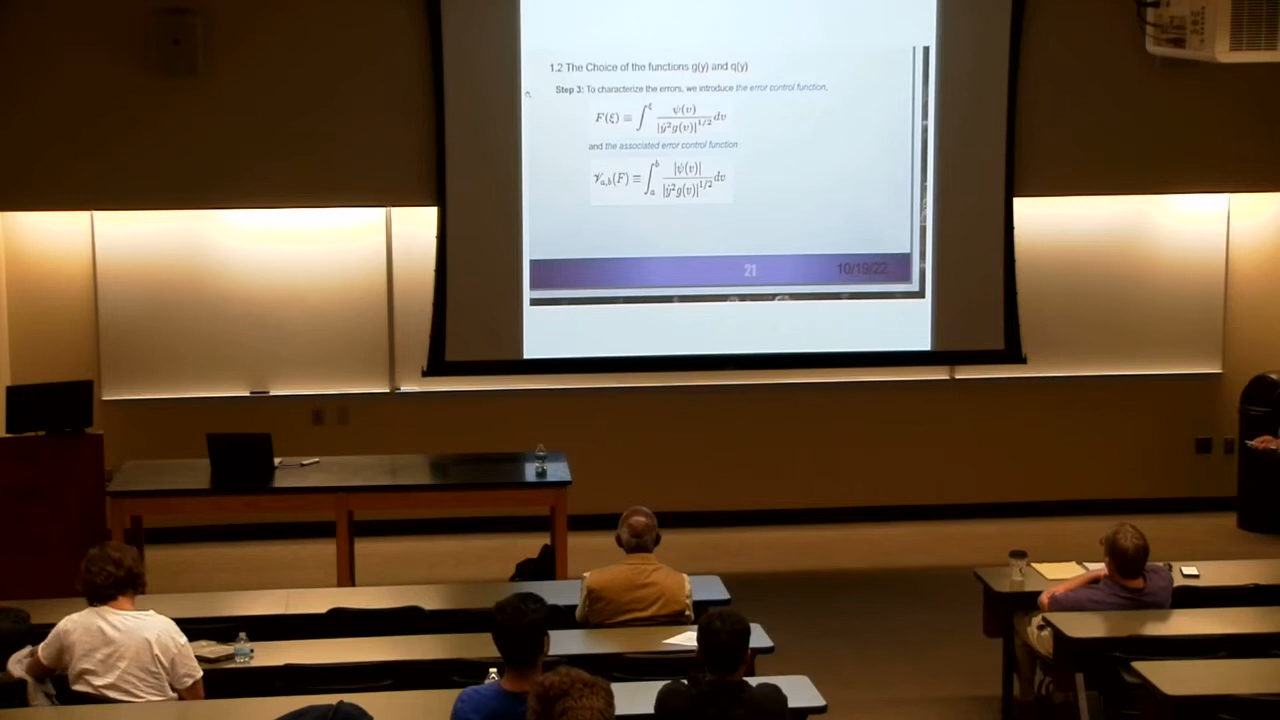 1.2 The Choice of the functions g(y) and q(y)
Step 3: To characterize the errors, we introduce the error control function,
F(ξ) ≡ ∫^ξ ψ(v) / |ẏ²g(v)|^{1/2} dv
and the associated error control function
𝒱_{a,b}(F) ≡ ∫_a^b |ψ(v)| / |ẏ²g(v)|^{1/2} dv
21 10/19/22